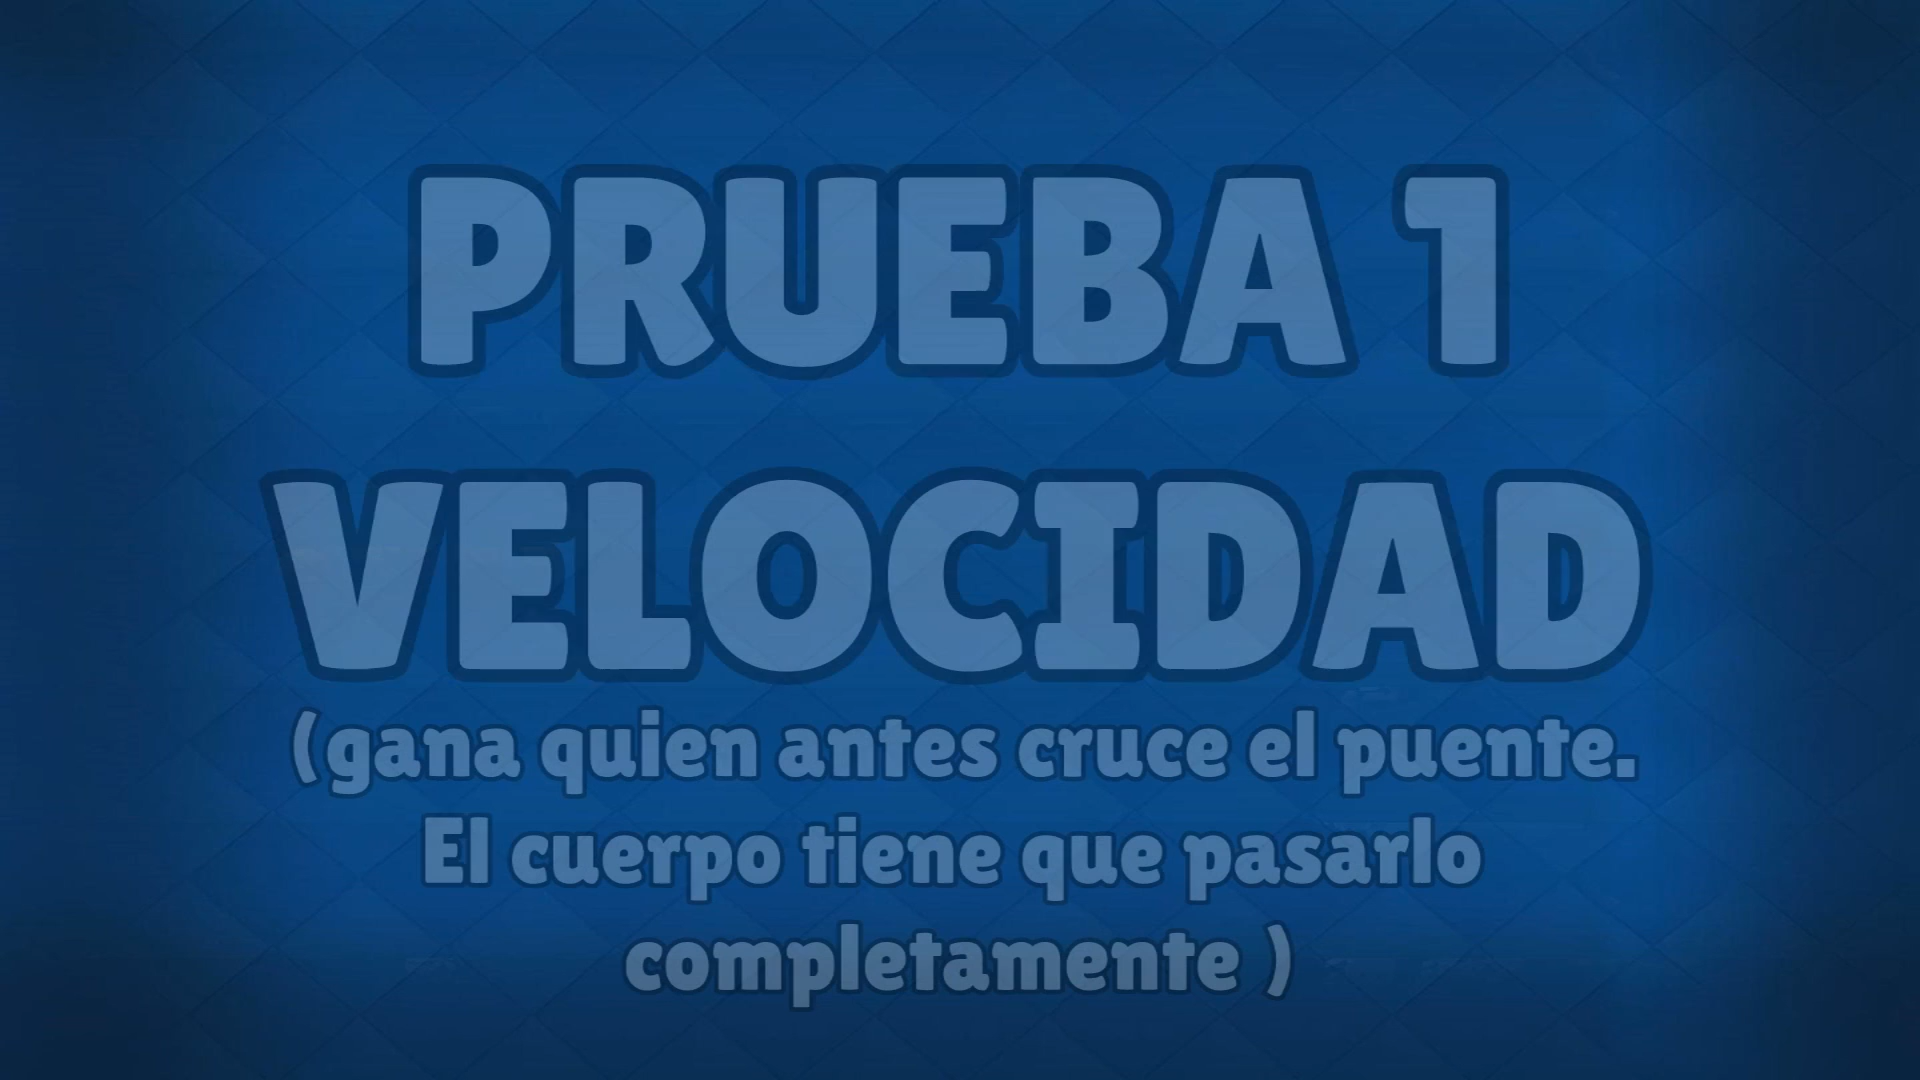 PRUEBA 1
VELOCIDAD
(gana quien antes cruce el puente.
El cuerpo tiene que pasarlo
completamente )